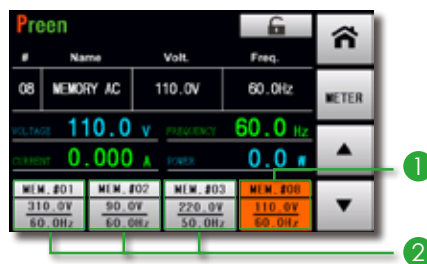 Preen
# Name Volt. Freq.
08 MEMORY AC 110.0V 60.0Hz
METER
VOLTAGE 110.0 V FREQUENCY 60.0 Hz
CURRENT 0.000 A POWER 0.0 W
MEM.#01 MEM.#02 MEM.#03 MEM.#08
310.0V 90.0V 220.0V 110.0V
60.0Hz 60.0Hz 50.0Hz 60.0Hz
1
2